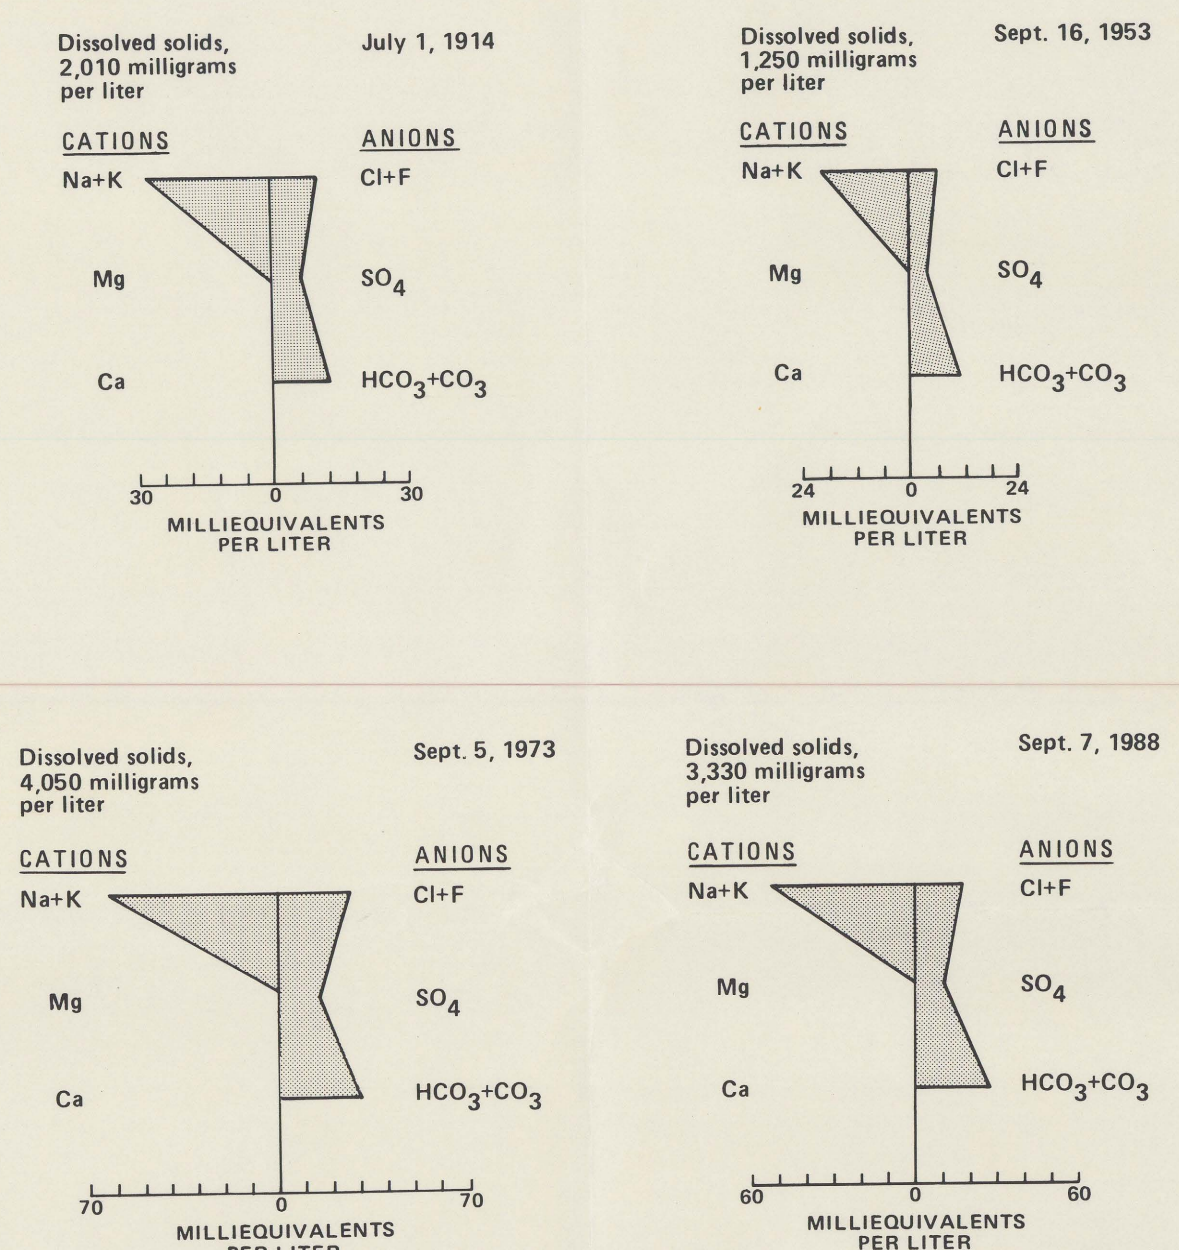 Dissolved solids,
2,010 milligrams
per liter
July 1, 1914
CATIONS
ANIONS
Na+K
Cl+F
Mg
SO4
Ca
HCO3+CO3
30 0 30
MILLIEQUIVALENTS
PER LITER
Dissolved solids,
1,250 milligrams
per liter
Sept. 16, 1953
CATIONS
ANIONS
Na+K
Cl+F
Mg
SO4
Ca
HCO3+CO3
24 0 24
MILLIEQUIVALENTS
PER LITER
Dissolved solids,
4,050 milligrams
per liter
Sept. 5, 1973
CATIONS
ANIONS
Na+K
Cl+F
Mg
SO4
Ca
HCO3+CO3
70 0 70
MILLIEQUIVALENTS
PER LITER
Dissolved solids,
3,330 milligrams
per liter
Sept. 7, 1988
CATIONS
ANIONS
Na+K
Cl+F
Mg
SO4
Ca
HCO3+CO3
60 0 60
MILLIEQUIVALENTS
PER LITER